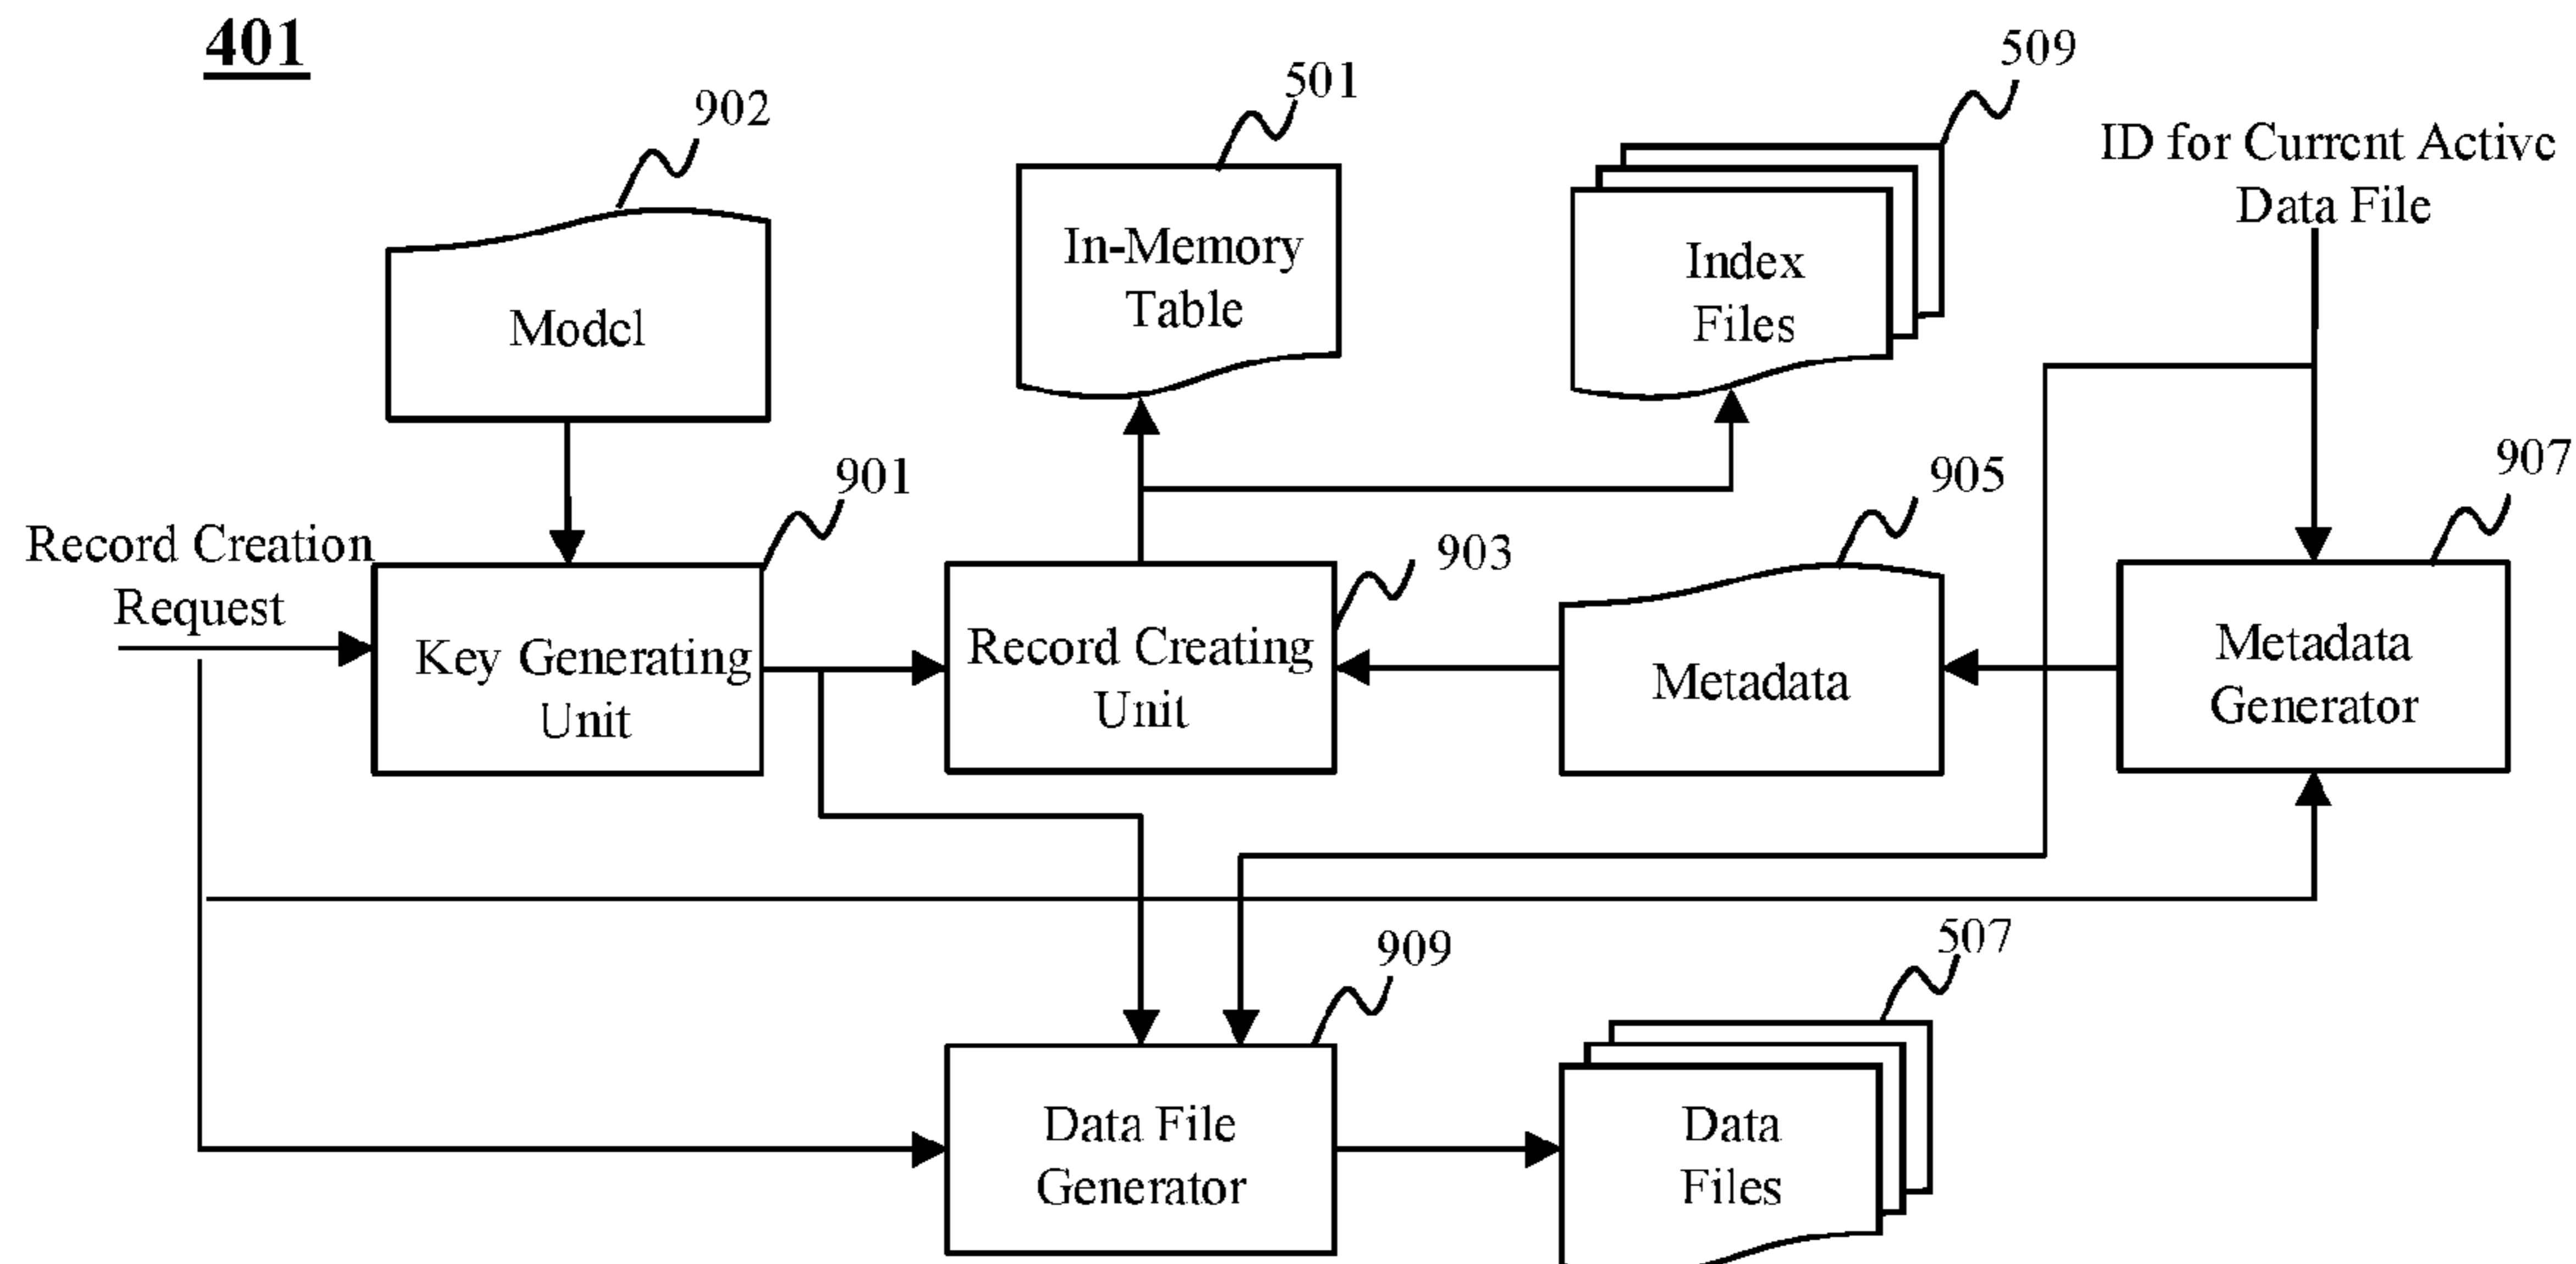 401
902
501
509
ID for Current Active
Data File
Model
In-Memory
Table
Index
Files
901
903
905
907
Record Creation
Request
Key Generating
Unit
Record Creating
Unit
Metadata
Metadata
Generator
909
507
Data File
Generator
Data
Files